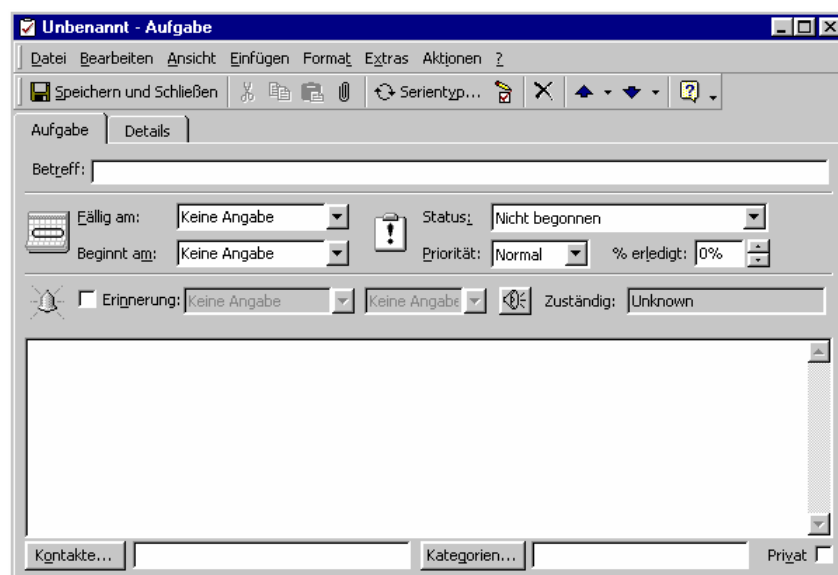 Unbenannt - Aufgabe
Datei Bearbeiten Ansicht Einfügen Format Extras Aktionen ?
Speichern und Schließen Serientyp...
Aufgabe Details
Betreff:
Fällig am: Keine Angabe Status: Nicht begonnen
Beginnt am: Keine Angabe Priorität: Normal % erledigt: 0%
Erinnerung: Keine Angabe Keine Angabe Zuständig: Unknown
Kontakte... Kategorien... Privat